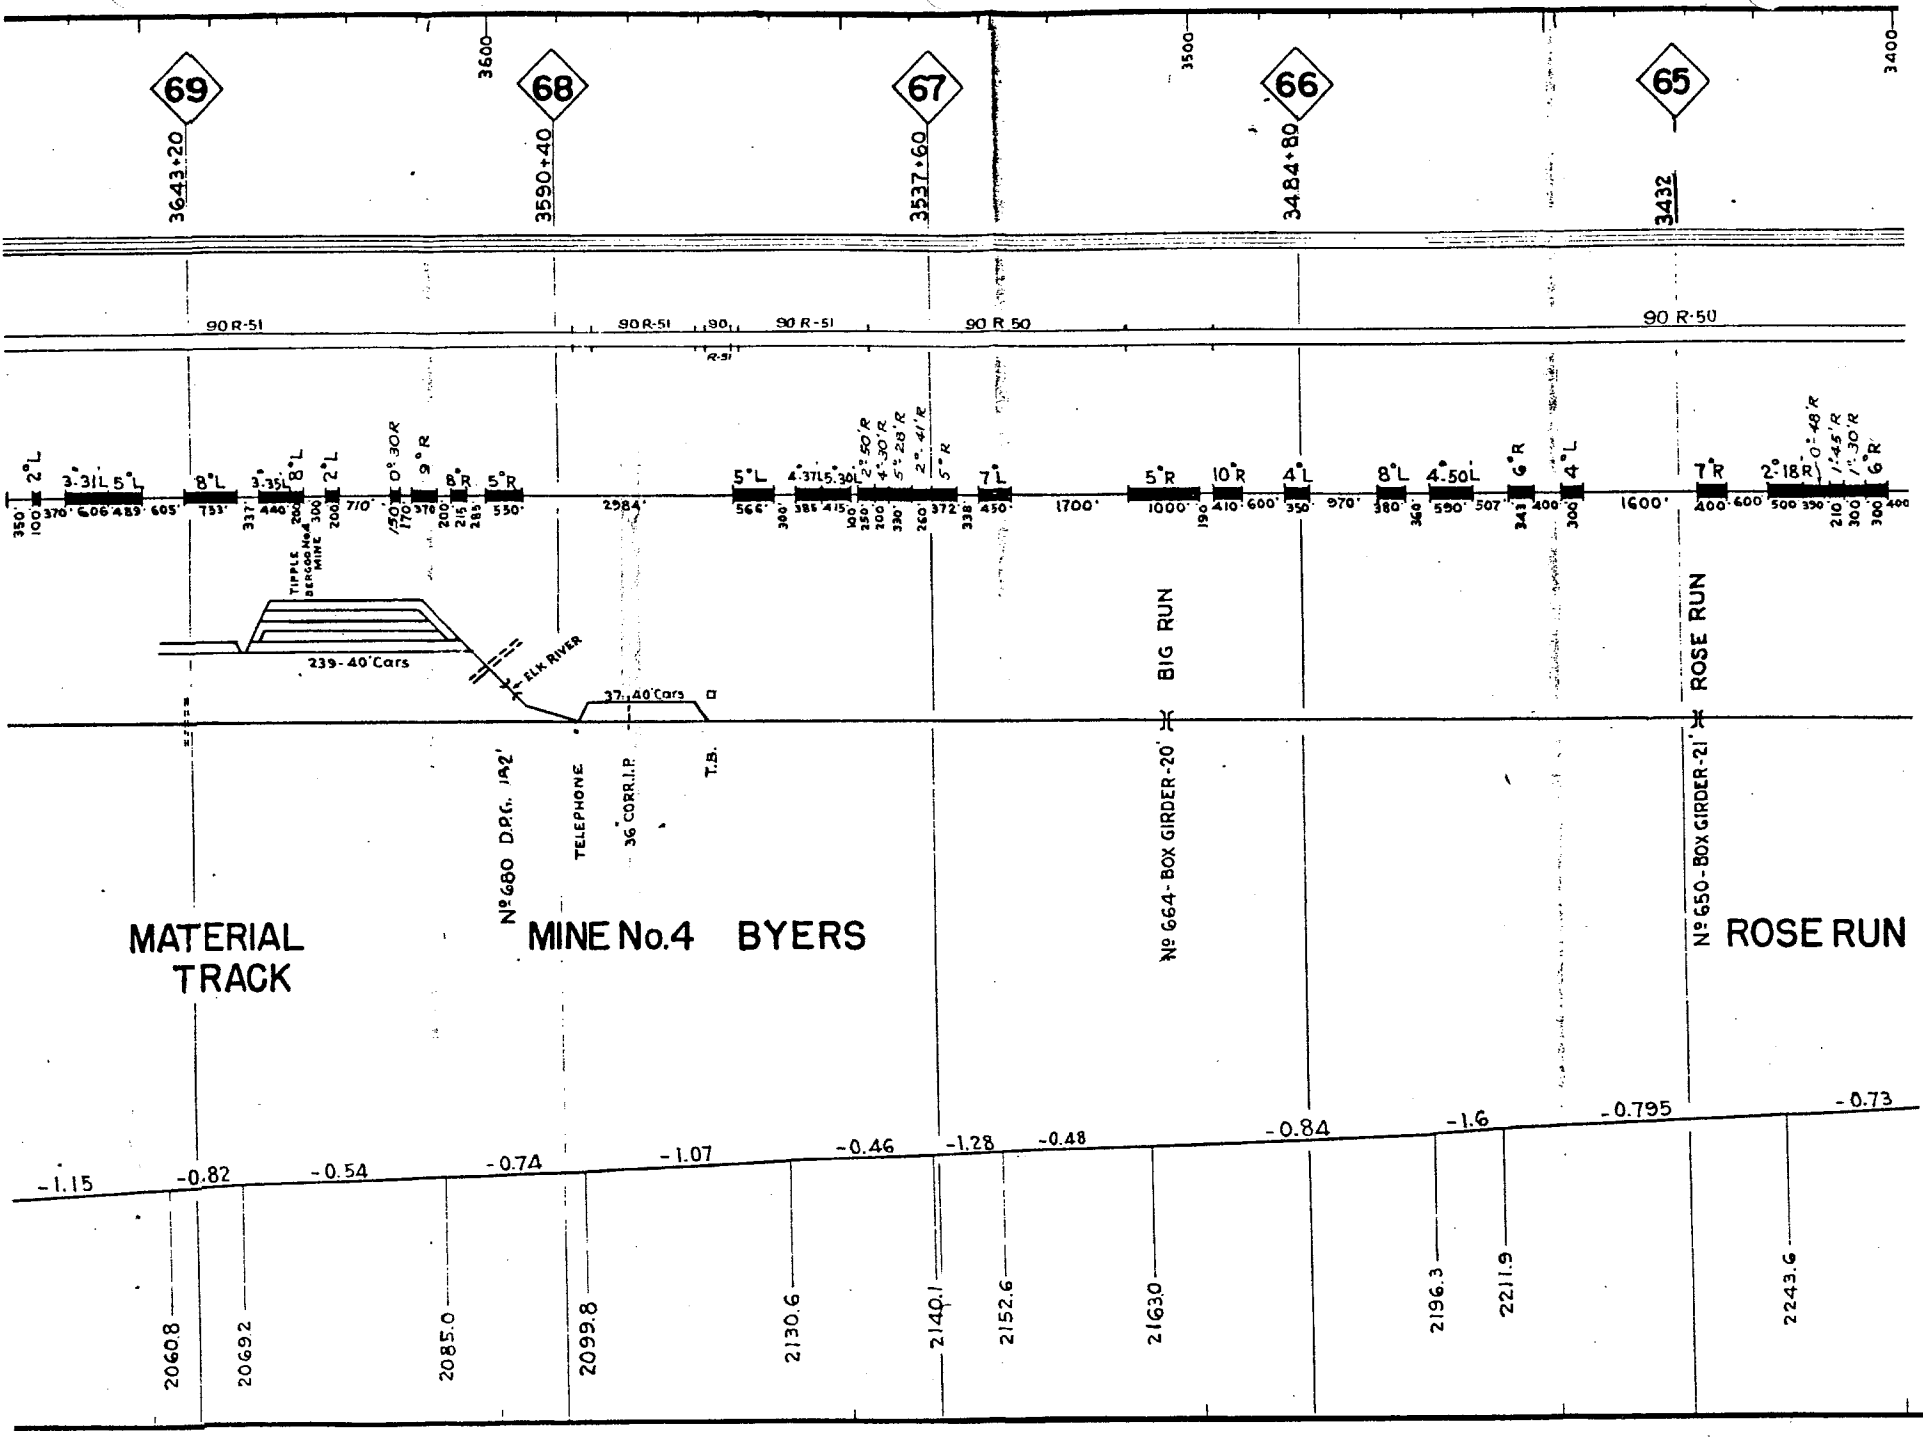 3600
3500
3400
69
68
67
66
65
3643+20
3590+40
3537+60
3484+80
3432
90 R-51
90 R-51
90
R-51
90 R-51
90 R 50
90 R-50
2°L
3°-31'L
5°L
8°L
3°-35'L
8°L
2°L
0°30R
9°R
8°R
5°R
5°L
4°-37'L
5°-30'L
2°-50'R
4°-30'R
5°-28'R
2°-41'R
5°R
7°L
5°R
10°R
4°L
8°L
4°-50'L
6°R
4°L
7°R
2°-18'R
0°-48'R
1°-45'R
1°-30'R
6°R
350'
100'
370'
606'
489'
605'
733'
337'
440'
200'
300'
200'
710'
150'
170'
370'
200'
215'
285'
550'
2984'
566'
300'
385'
415'
100'
250'
200'
330'
260'
372'
338'
450'
1700'
1000'
190'
410'
600'
350'
970'
380'
360'
590'
507'
343'
400'
300'
1600'
400'
600'
500'
390'
210'
300'
300'
400
TIPPLE
BERGOO No.4
MINE
239-40'Cars
ELK RIVER
37-40'Cars
BIG RUN
ROSE RUN
Nº 680 D.P.G. 182'
TELEPHONE
36" CORR.I.P.
T.B.
Nº 664-BOX GIRDER-20'
Nº 650-BOX GIRDER-21'
MATERIAL
TRACK
MINE No.4
BYERS
ROSE RUN
-1.15
-0.82
-0.54
-0.74
-1.07
-0.46
-1.28
-0.48
-0.84
-1.6
-0.795
-0.73
2060.8
2069.2
2085.0
2099.8
2130.6
2140.1
2152.6
2163.0
2196.3
2211.9
2243.6